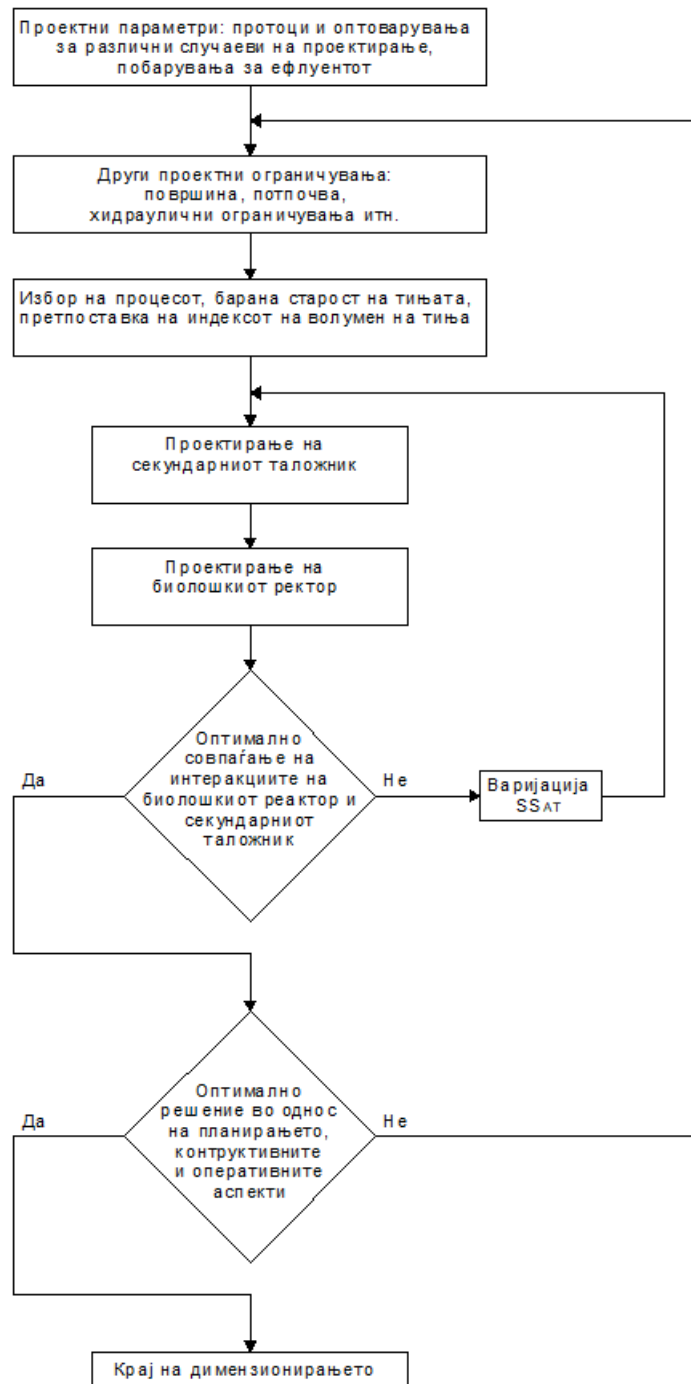 Проектни параметри: протоци и оптоварувања
за различни случаеви на проектирање,
побарувања за ефлуентот
Други проектни ограничувања:
површина, потпочва,
хидраулични ограничувања итн.
Избор на процесот, барана старост на тињата,
претпоставка на индексот на волумен на тиња
Проектирање на
секундарниот таложник
Проектирање на
биолошкиот ректор
Оптимално
совпаѓање на
интеракциите на
биолошкиот реактор и
секундарниот
таложник
Да
Не
Варијација
SSAT
Оптимално
решение во однос
на планирањето,
контруктивните
и оперативните
аспекти
Да
Не
Крај на димензионирањето